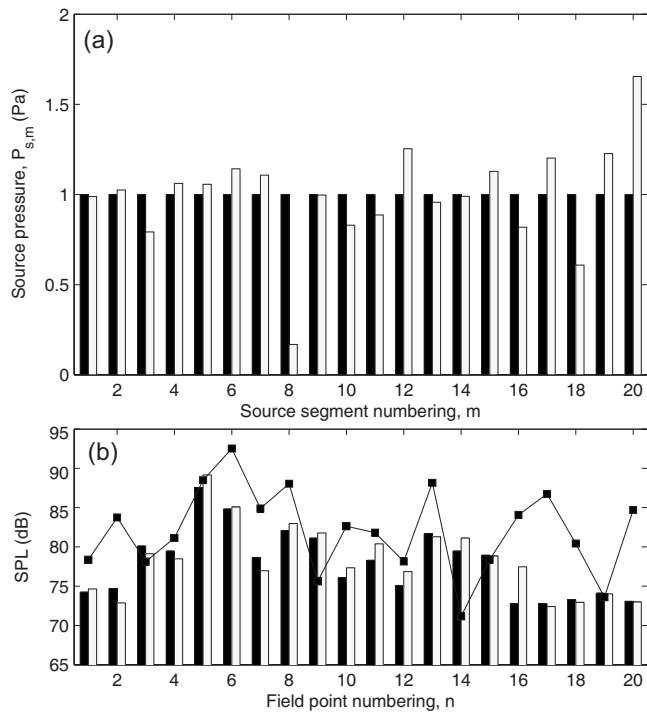 (a)
2
1.5
1
0.5
0
Source pressure, P_s,m (Pa)
2 4 6 8 10 12 14 16 18 20
Source segment numbering, m
(b)
95
90
85
80
75
70
65
SPL (dB)
2 4 6 8 10 12 14 16 18 20
Field point numbering, n